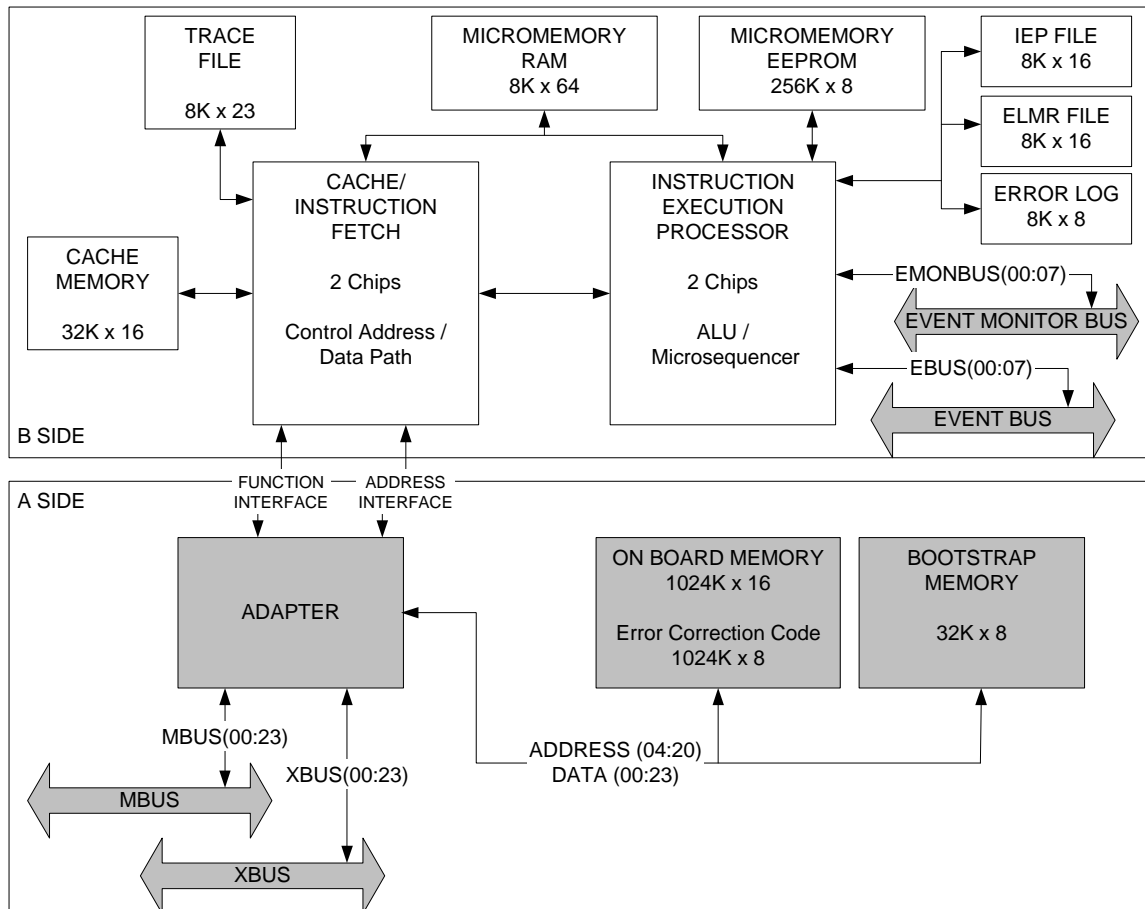 TRACE
FILE
8K x 23
MICROMEMORY
RAM
8K x 64
MICROMEMORY
EEPROM
256K x 8
IEP FILE
8K x 16
ELMR FILE
8K x 16
ERROR LOG
8K x 8
CACHE
MEMORY
32K x 16
CACHE/
INSTRUCTION
FETCH
2 Chips
Control Address /
Data Path
INSTRUCTION
EXECUTION
PROCESSOR
2 Chips
ALU /
Microsequencer
EMONBUS(00:07)
EVENT MONITOR BUS
EBUS(00:07)
EVENT BUS
B SIDE
FUNCTION
INTERFACE
ADDRESS
INTERFACE
A SIDE
ADAPTER
ON BOARD MEMORY
1024K x 16
Error Correction Code
1024K x 8
BOOTSTRAP
MEMORY
32K x 8
MBUS(00:23)
XBUS(00:23)
ADDRESS (04:20)
DATA (00:23)
MBUS
XBUS